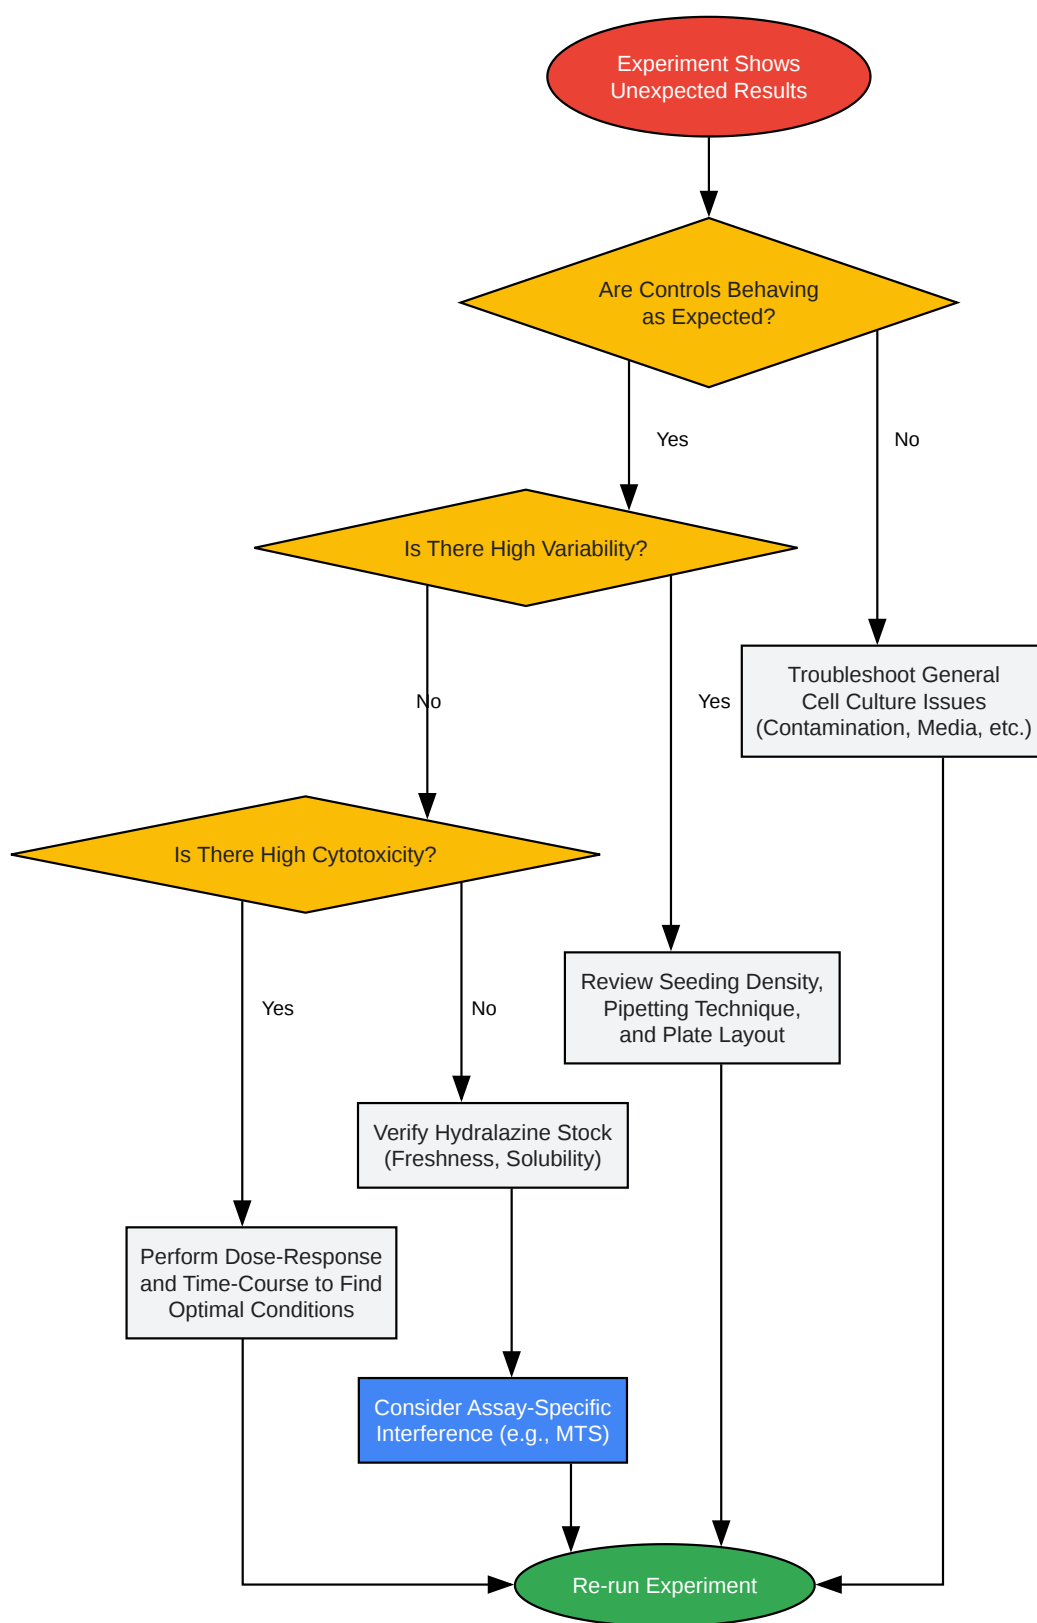 Experiment Shows
Unexpected Results
Are Controls Behaving
as Expected?
Yes
No
Is There High Variability?
Troubleshoot General
Cell Culture Issues
(Contamination, Media, etc.)
No
Yes
Is There High Cytotoxicity?
Review Seeding Density,
Pipetting Technique,
and Plate Layout
Yes
No
Verify Hydralazine Stock
(Freshness, Solubility)
Perform Dose-Response
and Time-Course to Find
Optimal Conditions
Consider Assay-Specific
Interference (e.g., MTS)
Re-run Experiment